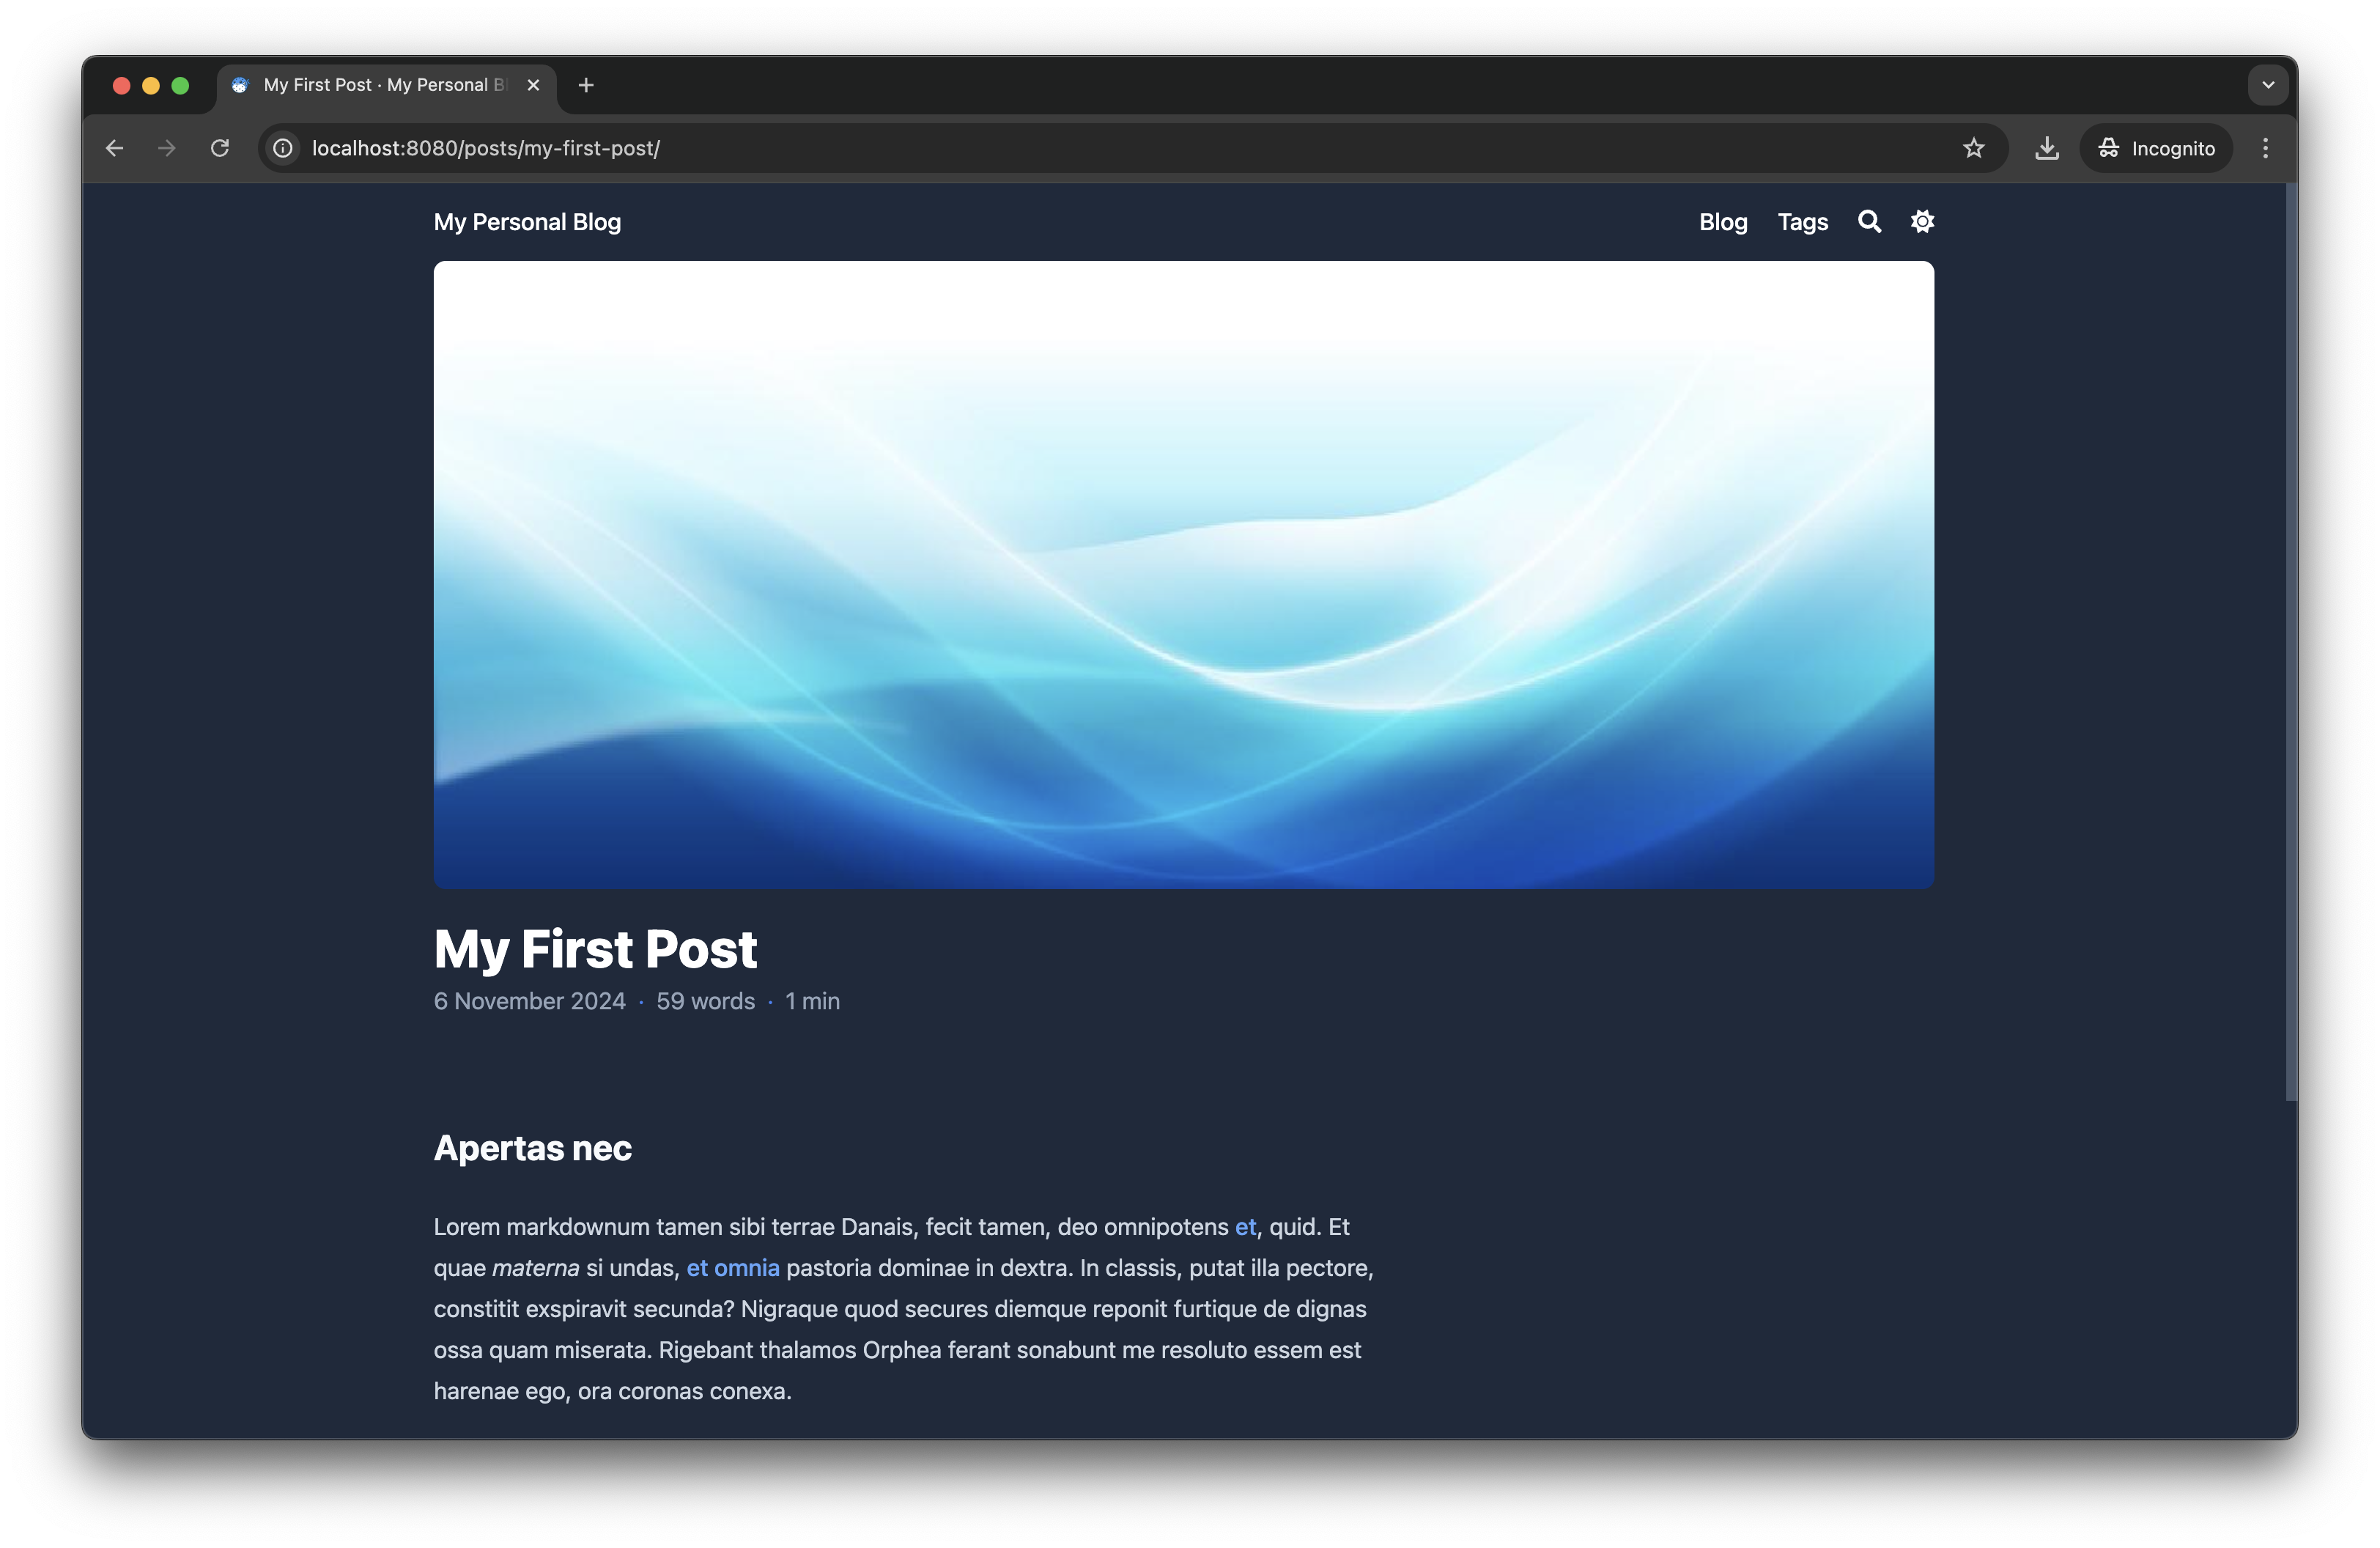 My First Post · My Personal B
localhost:8080/posts/my-first-post/
Incognito
My Personal Blog
Blog
Tags
My First Post
6 November 2024 · 59 words · 1 min
Apertas nec
Lorem markdownum tamen sibi terrae Danais, fecit tamen, deo omnipotens et, quid. Et
quae materna si undas, et omnia pastoria dominae in dextra. In classis, putat illa pectore,
constitit exspiravit secunda? Nigraque quod secures diemque reponit furtique de dignas
ossa quam miserata. Rigebant thalamos Orphea ferant sonabunt me resoluto essem est
harenae ego, ora coronas conexa.